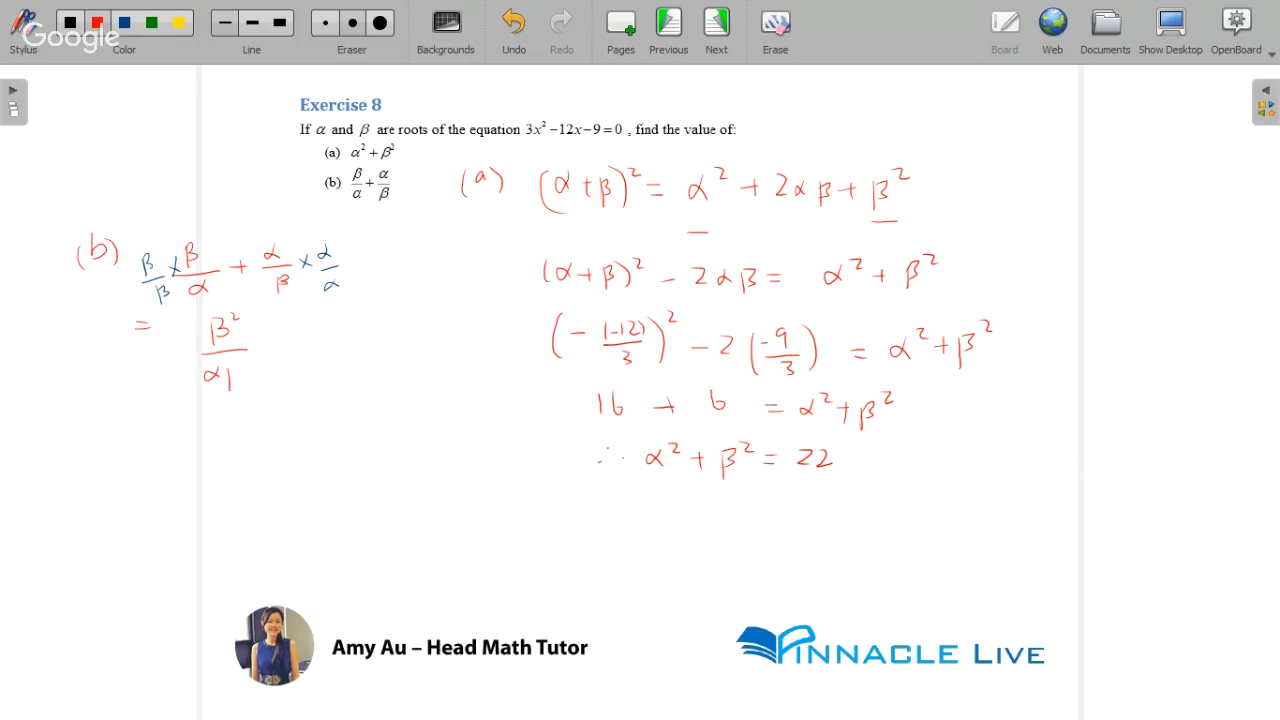 Stylus
Color
Line
Eraser
Backgrounds
Undo
Redo
Pages
Previous
Next
Erase
Board
Web
Documents
Show Desktop
OpenBoard
Google
Exercise 8
If α and β are roots of the equation 3x² −12x−9=0 , find the value of:
(a) α² + β²
(b) β/α + α/β
(a) (α + β)² = α² + 2αβ + β²
(α + β)² − 2αβ = α² + β²
(− (−12)/3)² − 2 (−9/3) = α² + β²
16 + 6 = α² + β²
∴ α² + β² = 22
(b) β/β × β/α + α/β × α/α
= β²/α
Amy Au – Head Math Tutor
PINNACLE LIVE